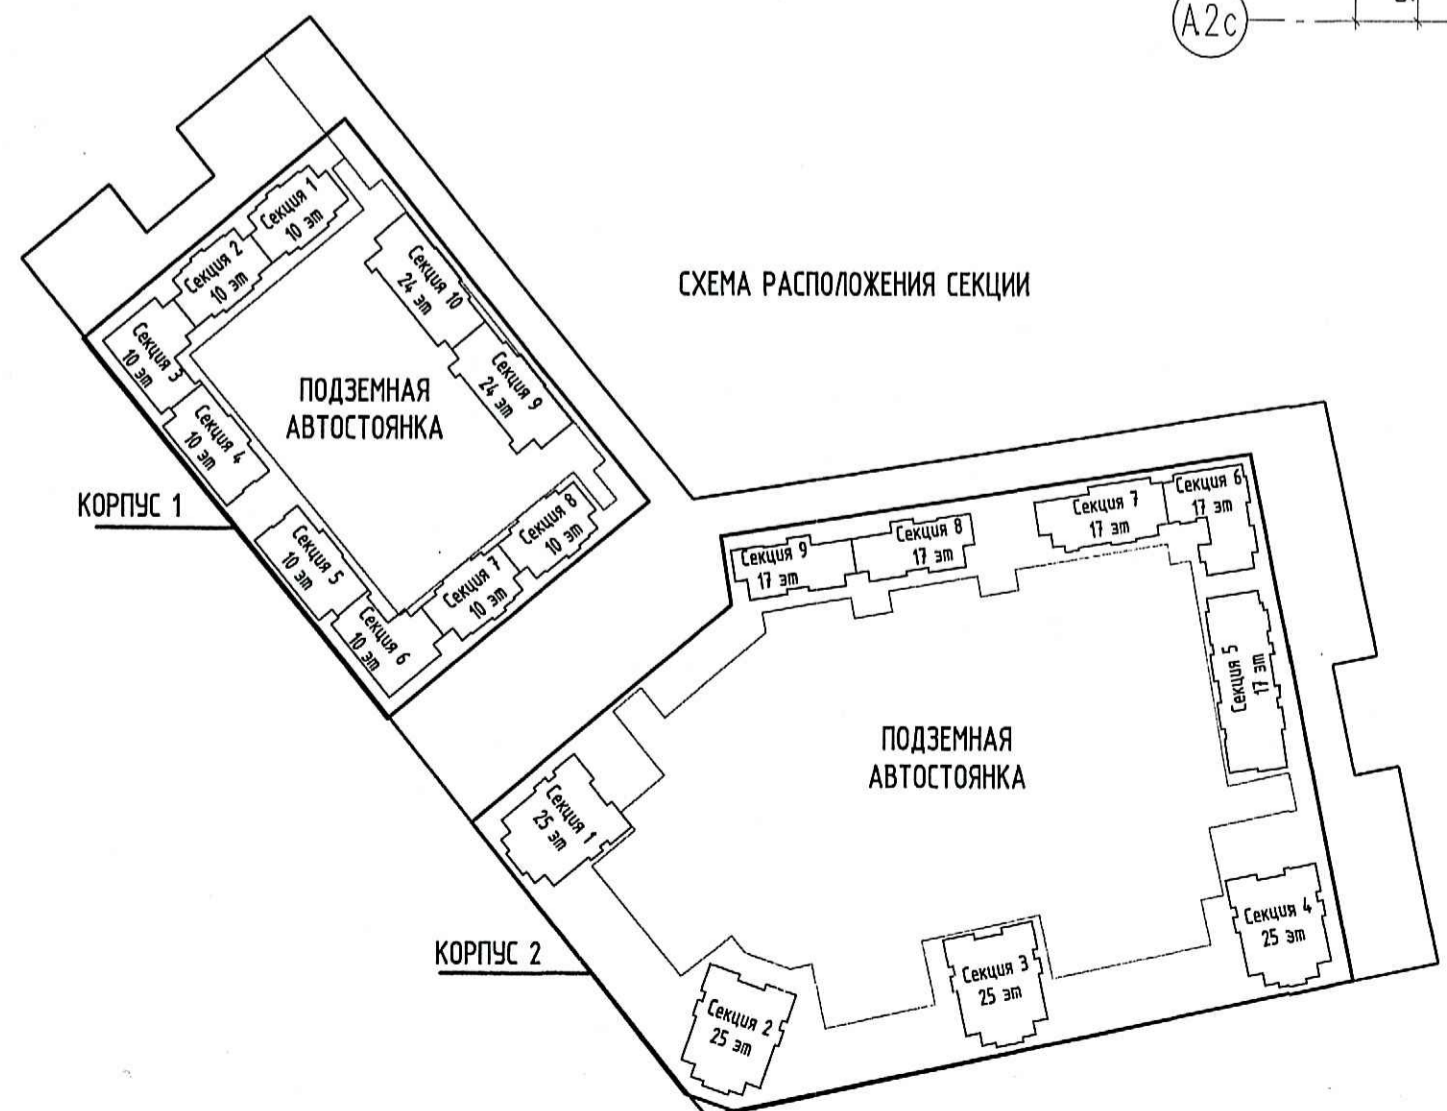 А2с
Секция 1
10 эт
Секция 2
10 эт
Секция 3
10 эт
Секция 4
10 эт
Секция 10
24 эт
Секция 9
24 эт
СХЕМА РАСПОЛОЖЕНИЯ СЕКЦИИ
ПОДЗЕМНАЯ
АВТОСТОЯНКА
КОРПУС 1
Секция 5
10 эт
Секция 6
10 эт
Секция 7
10 эт
Секция 8
10 эт
Секция 9
17 эт
Секция 8
17 эт
Секция 7
17 эт
Секция 6
17 эт
Секция 5
17 эт
ПОДЗЕМНАЯ
АВТОСТОЯНКА
Секция 1
25 эт
КОРПУС 2
Секция 2
25 эт
Секция 3
25 эт
Секция 4
25 эт